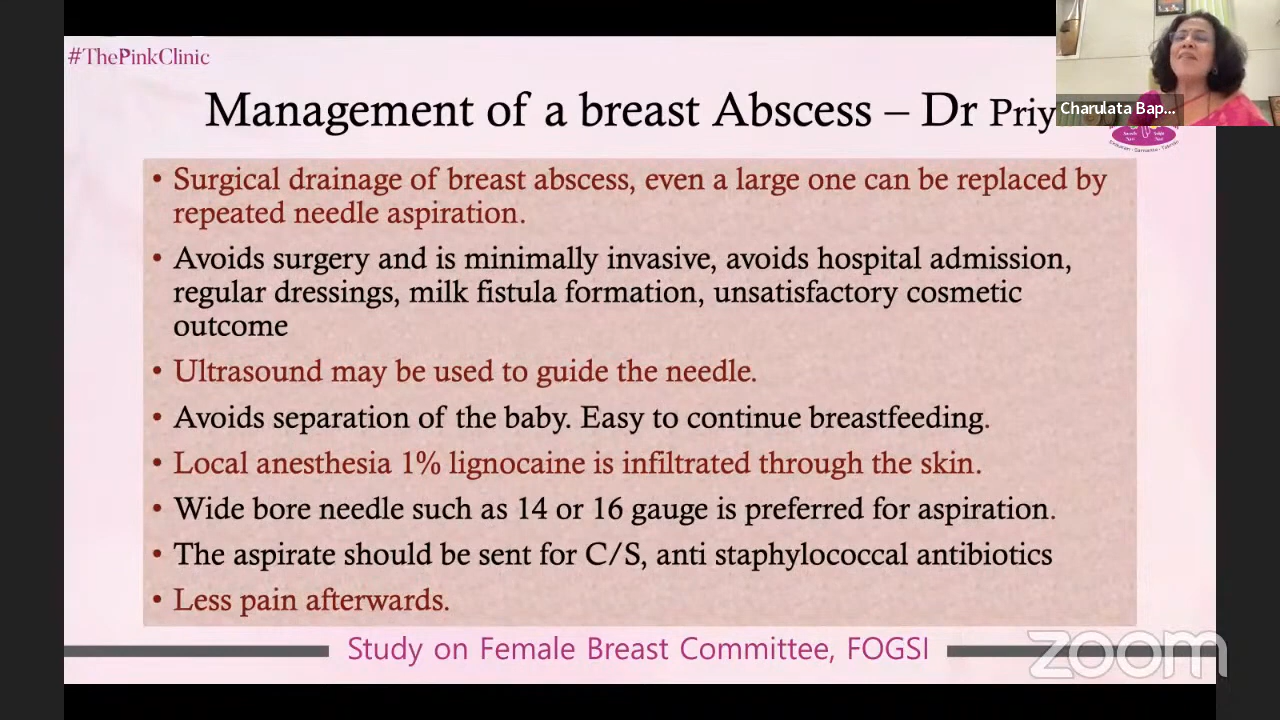 #ThePinkClinic
Management of a breast Abscess – Dr Priy
Charulata Bap...
• Surgical drainage of breast abscess, even a large one can be replaced by
repeated needle aspiration.
• Avoids surgery and is minimally invasive, avoids hospital admission,
regular dressings, milk fistula formation, unsatisfactory cosmetic
outcome
• Ultrasound may be used to guide the needle.
• Avoids separation of the baby. Easy to continue breastfeeding.
• Local anesthesia 1% lignocaine is infiltrated through the skin.
• Wide bore needle such as 14 or 16 gauge is preferred for aspiration.
• The aspirate should be sent for C/S, anti staphylococcal antibiotics
• Less pain afterwards.
Study on Female Breast Committee, FOGSI
zoom